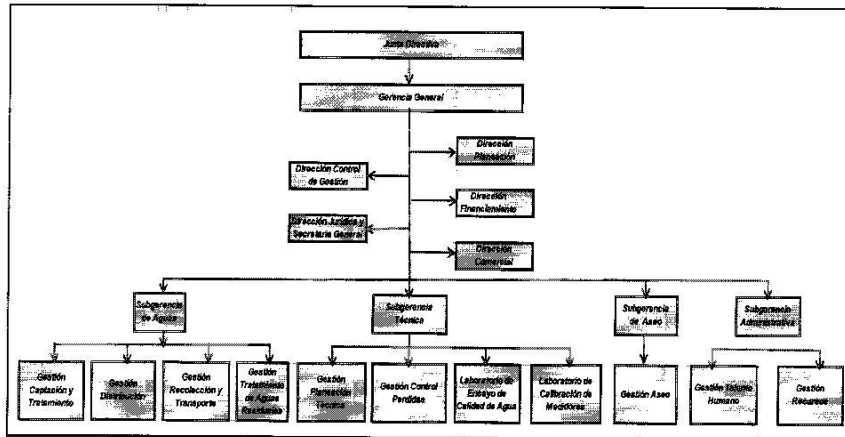 Junta Directiva
Gerencia General
Dirección
Planeación
Dirección Control
de Gestión
Dirección
Financiamiento
Dirección Jurídica y
Secretaria General
Dirección
Comercial
Subgerencia
de Aguas
Subgerencia
Técnica
Subgerencia
de Aseo
Subgerencia
Administrativa
Gestión
Captación y
Tratamiento
Gestión
Distribución
Gestión
Recolección y
Transporte
Gestión
Tratamiento
de Aguas
Residuales
Gestión
Planeación
Técnica
Gestión Control
Perdidas
Laboratorio de
Ensayo de
Calidad de Agua
Laboratorio de
Calibración de
Medidores
Gestión Aseo
Gestión Talento
Humano
Gestión
Recursos